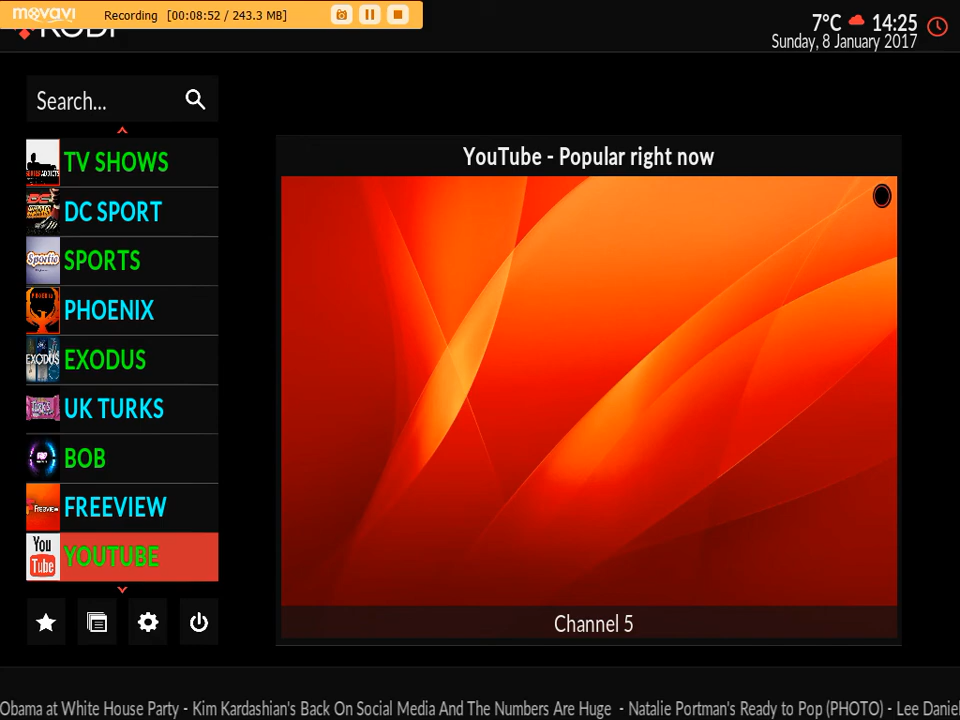 movavi Recording [00:08:52 / 243.3 MB]
KODI
7°C 14:25
Sunday, 8 January 2017
Search...
TV SHOWS
DC SPORT
SPORTS
PHOENIX
EXODUS
UK TURKS
BOB
FREEVIEW
You Tube YOUTUBE
YouTube - Popular right now
Channel 5
Obama at White House Party - Kim Kardashian's Back On Social Media And The Numbers Are Huge - Natalie Portman's Ready to Pop (PHOTO) - Lee Daniel